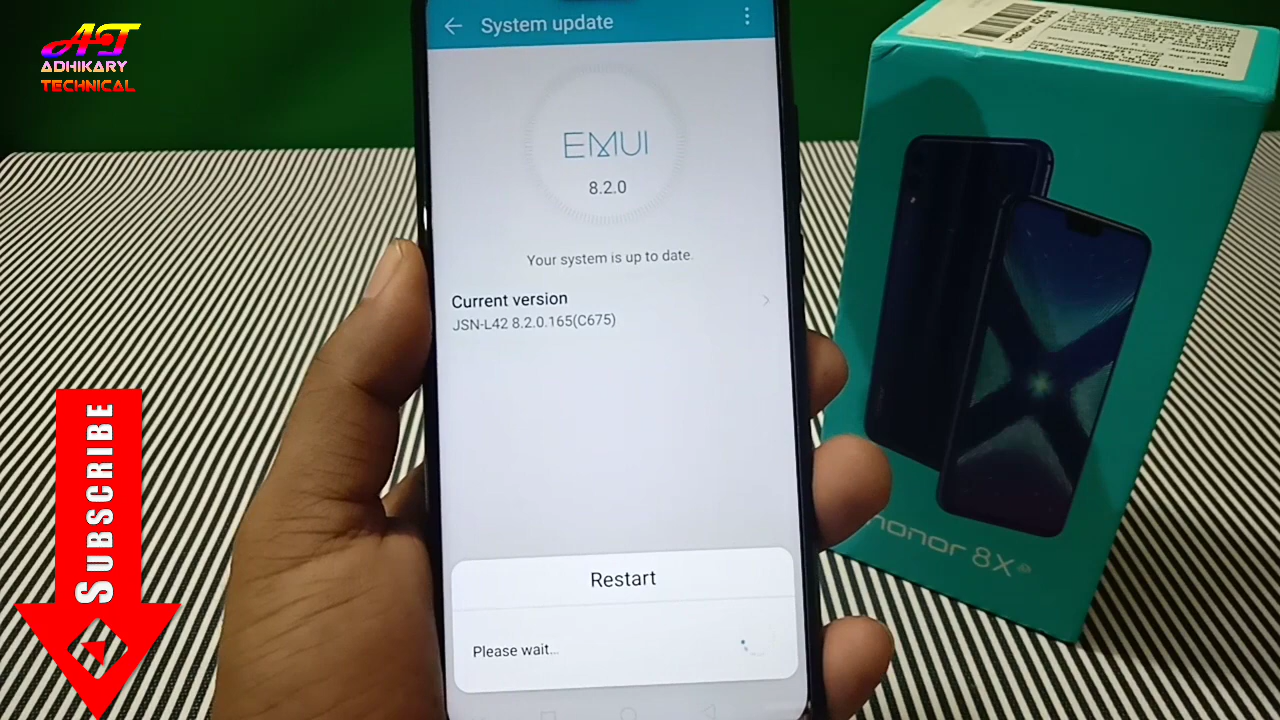 AT
ADHIKARY
TECHNICAL
System update
EMUI
8.2.0
Your system is up to date.
Current version
JSN-L42 8.2.0.165(C675)
Restart
Please wait...
SUBSCRIBE
honor 8X